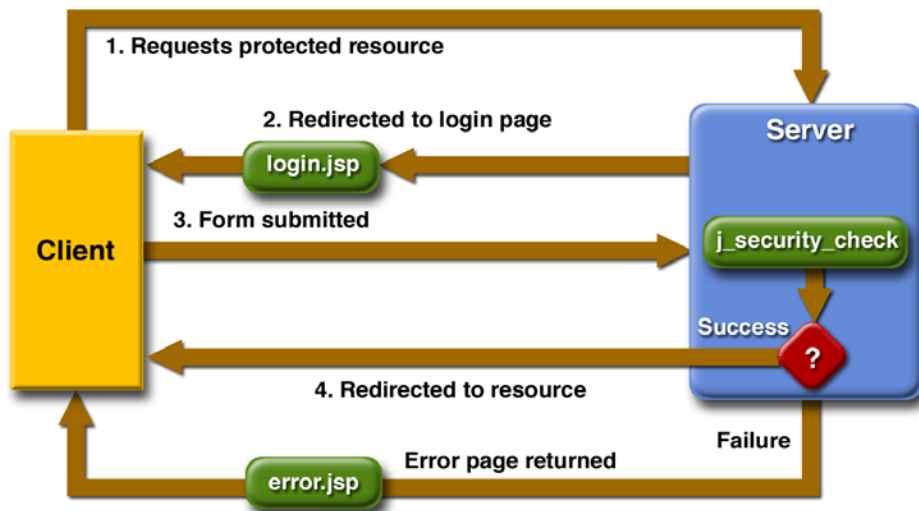 1. Requests protected resource
2. Redirected to login page
Server
login.jsp
3. Form submitted
Client
j_security_check
Success
?
4. Redirected to resource
Failure
Error page returned
error.jsp